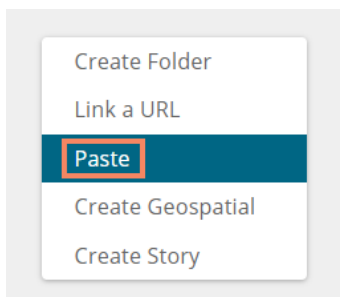 Create Folder
Link a URL
Paste
Create Geospatial
Create Story